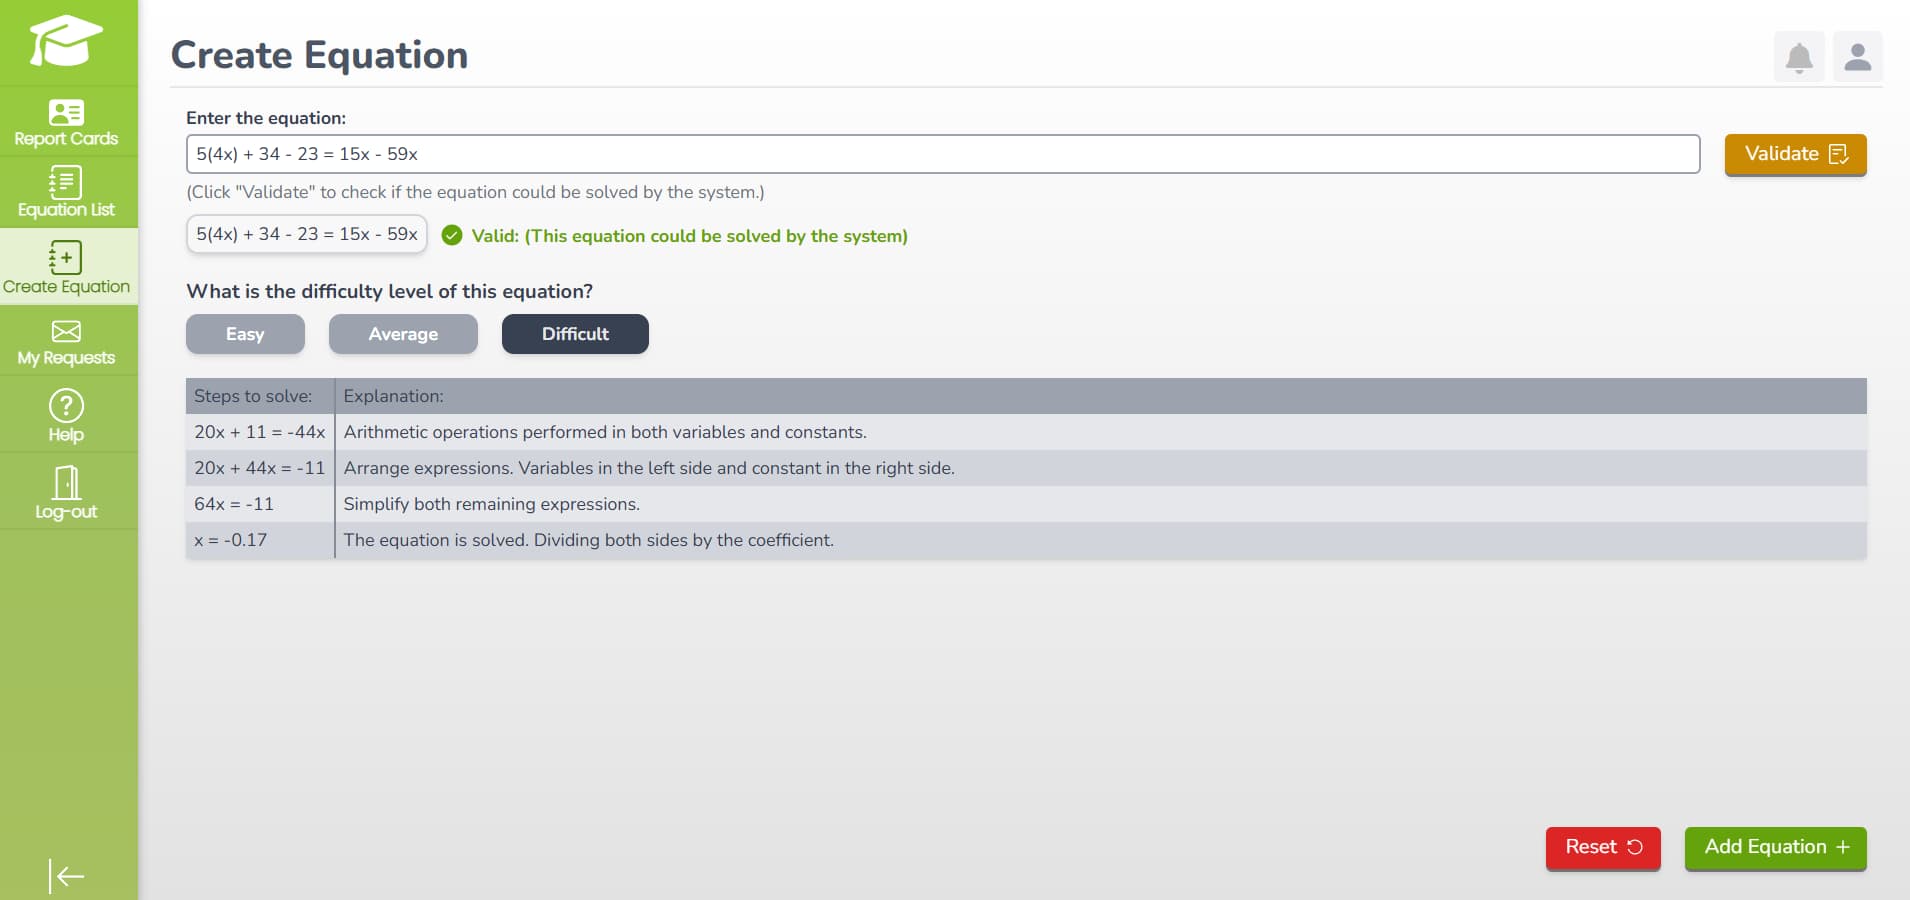 Create Equation
Report Cards
Equation List
Create Equation
My Requests
Help
Log-out
Enter the equation:
5(4x) + 34 - 23 = 15x - 59x
Validate
(Click "Validate" to check if the equation could be solved by the system.)
5(4x) + 34 - 23 = 15x - 59x
Valid: (This equation could be solved by the system)
What is the difficulty level of this equation?
Easy Average Difficult
Steps to solve: Explanation:
20x + 11 = -44x Arithmetic operations performed in both variables and constants.
20x + 44x = -11 Arrange expressions. Variables in the left side and constant in the right side.
64x = -11 Simplify both remaining expressions.
x = -0.17 The equation is solved. Dividing both sides by the coefficient.
Reset Add Equation +